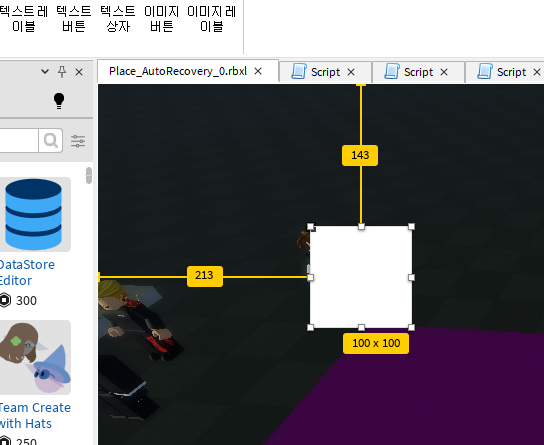 텍스트 레이블
텍스트 버튼
텍스트 상자
이미지 버튼
이미지 레이블
Place_AutoRecovery_0.rbxl
Script
Script
Script
143
213
100 x 100
DataStore
Editor
300
Team Create
with Hats
250